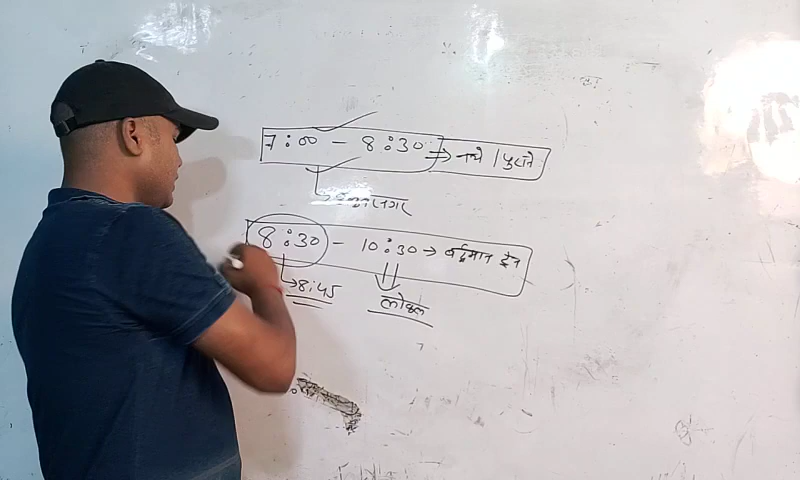 7:00 - 8:30 ⇒ नये / पुराने
8:30 - 10:30 → वर्द्धमान ट्रेन
→ 8:45
लोकल